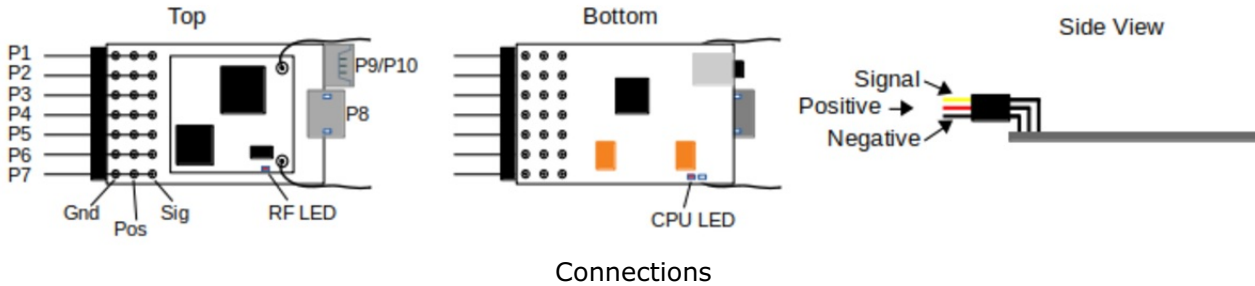 Top
P1
P2
P3
P4
P5
P6
P7
P9/P10
P8
Gnd
Pos
Sig
RF LED
Bottom
CPU LED
Side View
Signal
Positive
Negative
Connections